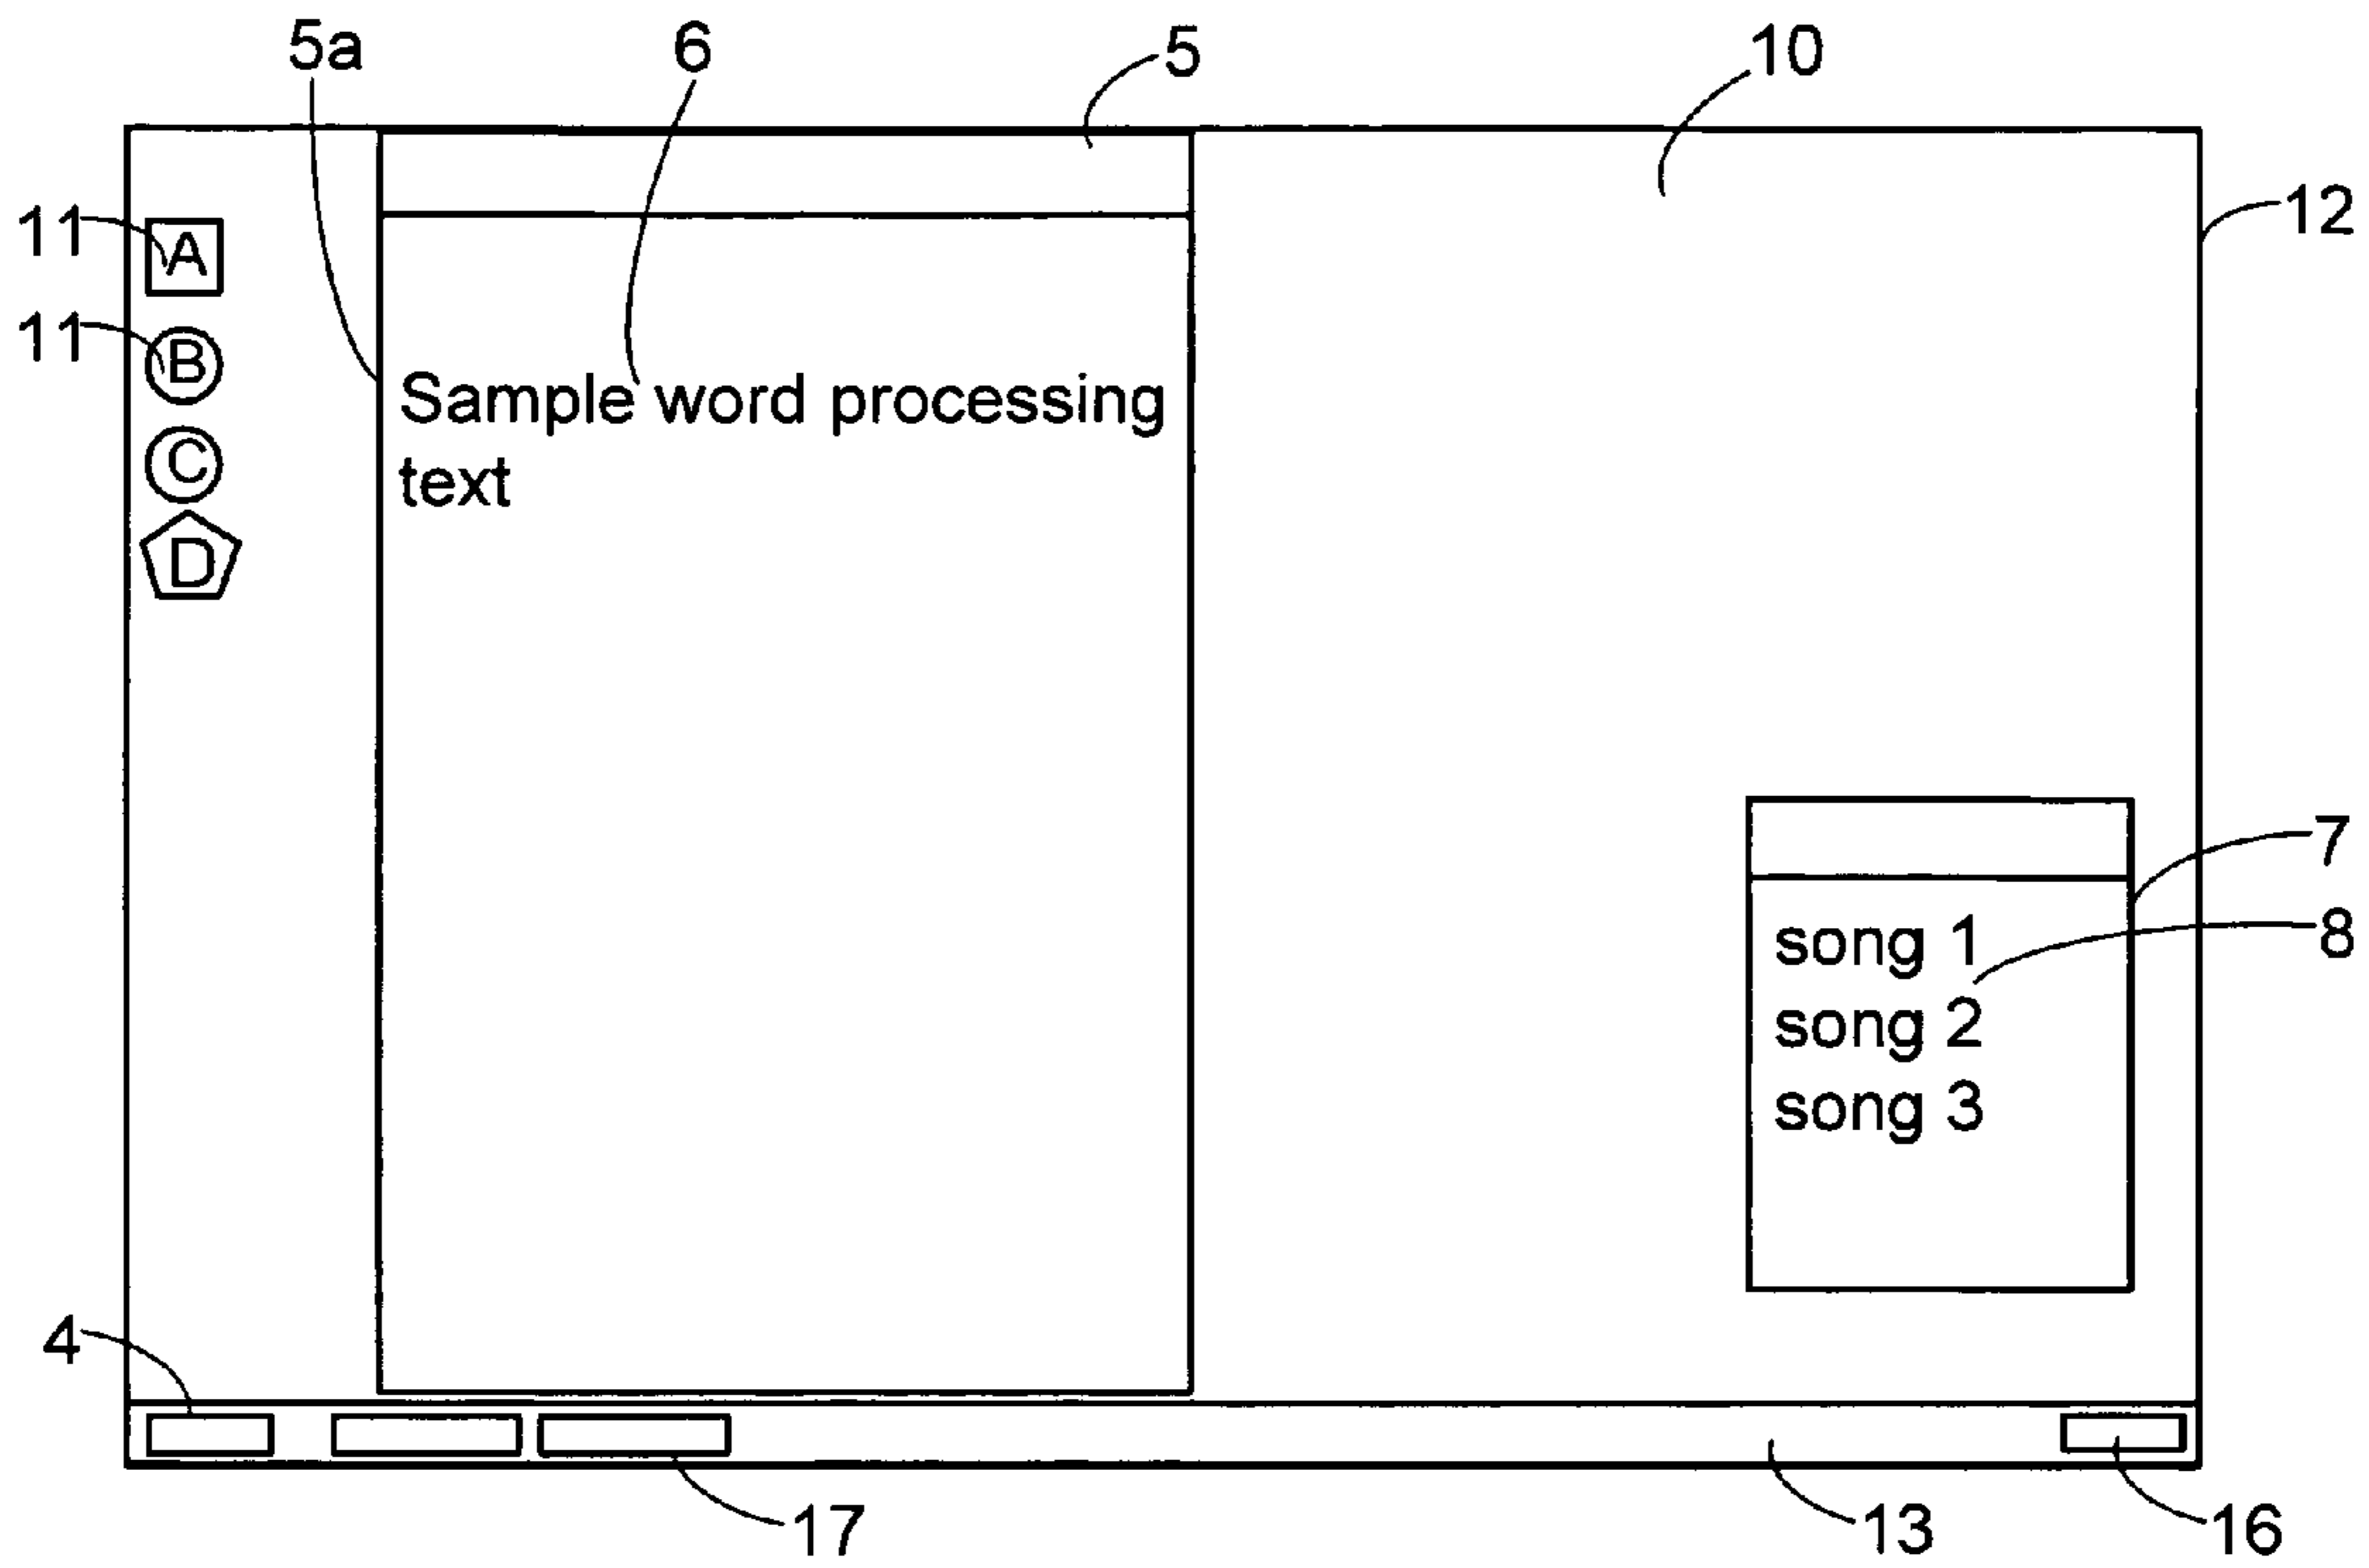 5a 6 5 10
12
11 A
11 B
C
D
Sample word processing
text
7
8
song 1
song 2
song 3
4
17 13 16